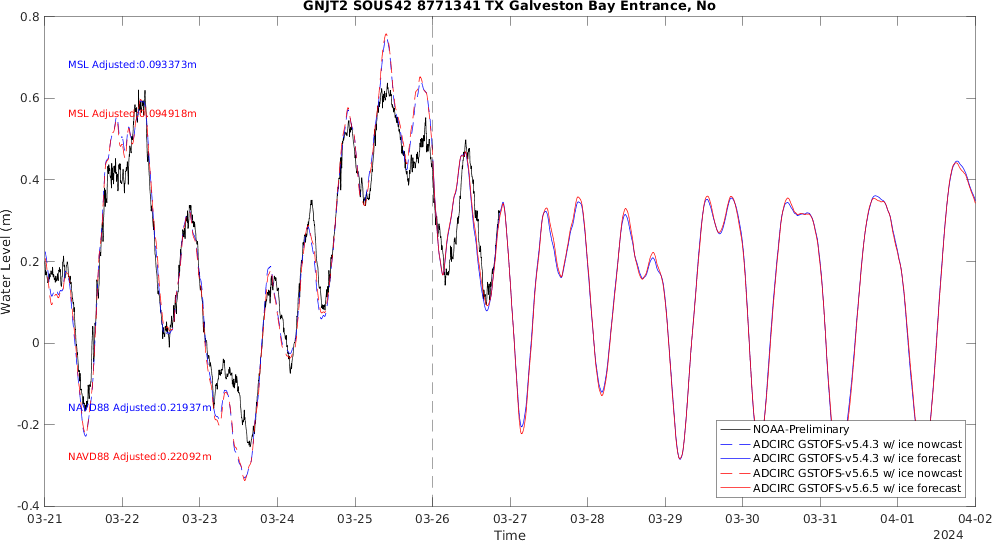 GNJT2 SOUS42 8771341 TX Galveston Bay Entrance, No
0.8
0.6
0.4
0.2
0
-0.2
-0.4
Water Level (m)
MSL Adjusted:0.093373m
MSL Adjusted:0.094918m
NAVD88 Adjusted:0.21937m
NAVD88 Adjusted:0.22092m
NOAA-Preliminary
ADCIRC GSTOFS-v5.4.3 w/ ice nowcast
ADCIRC GSTOFS-v5.4.3 w/ ice forecast
ADCIRC GSTOFS-v5.6.5 w/ ice nowcast
ADCIRC GSTOFS-v5.6.5 w/ ice forecast
03-21 03-22 03-23 03-24 03-25 03-26 03-27 03-28 03-29 03-30 03-31 04-01 04-02
Time
2024